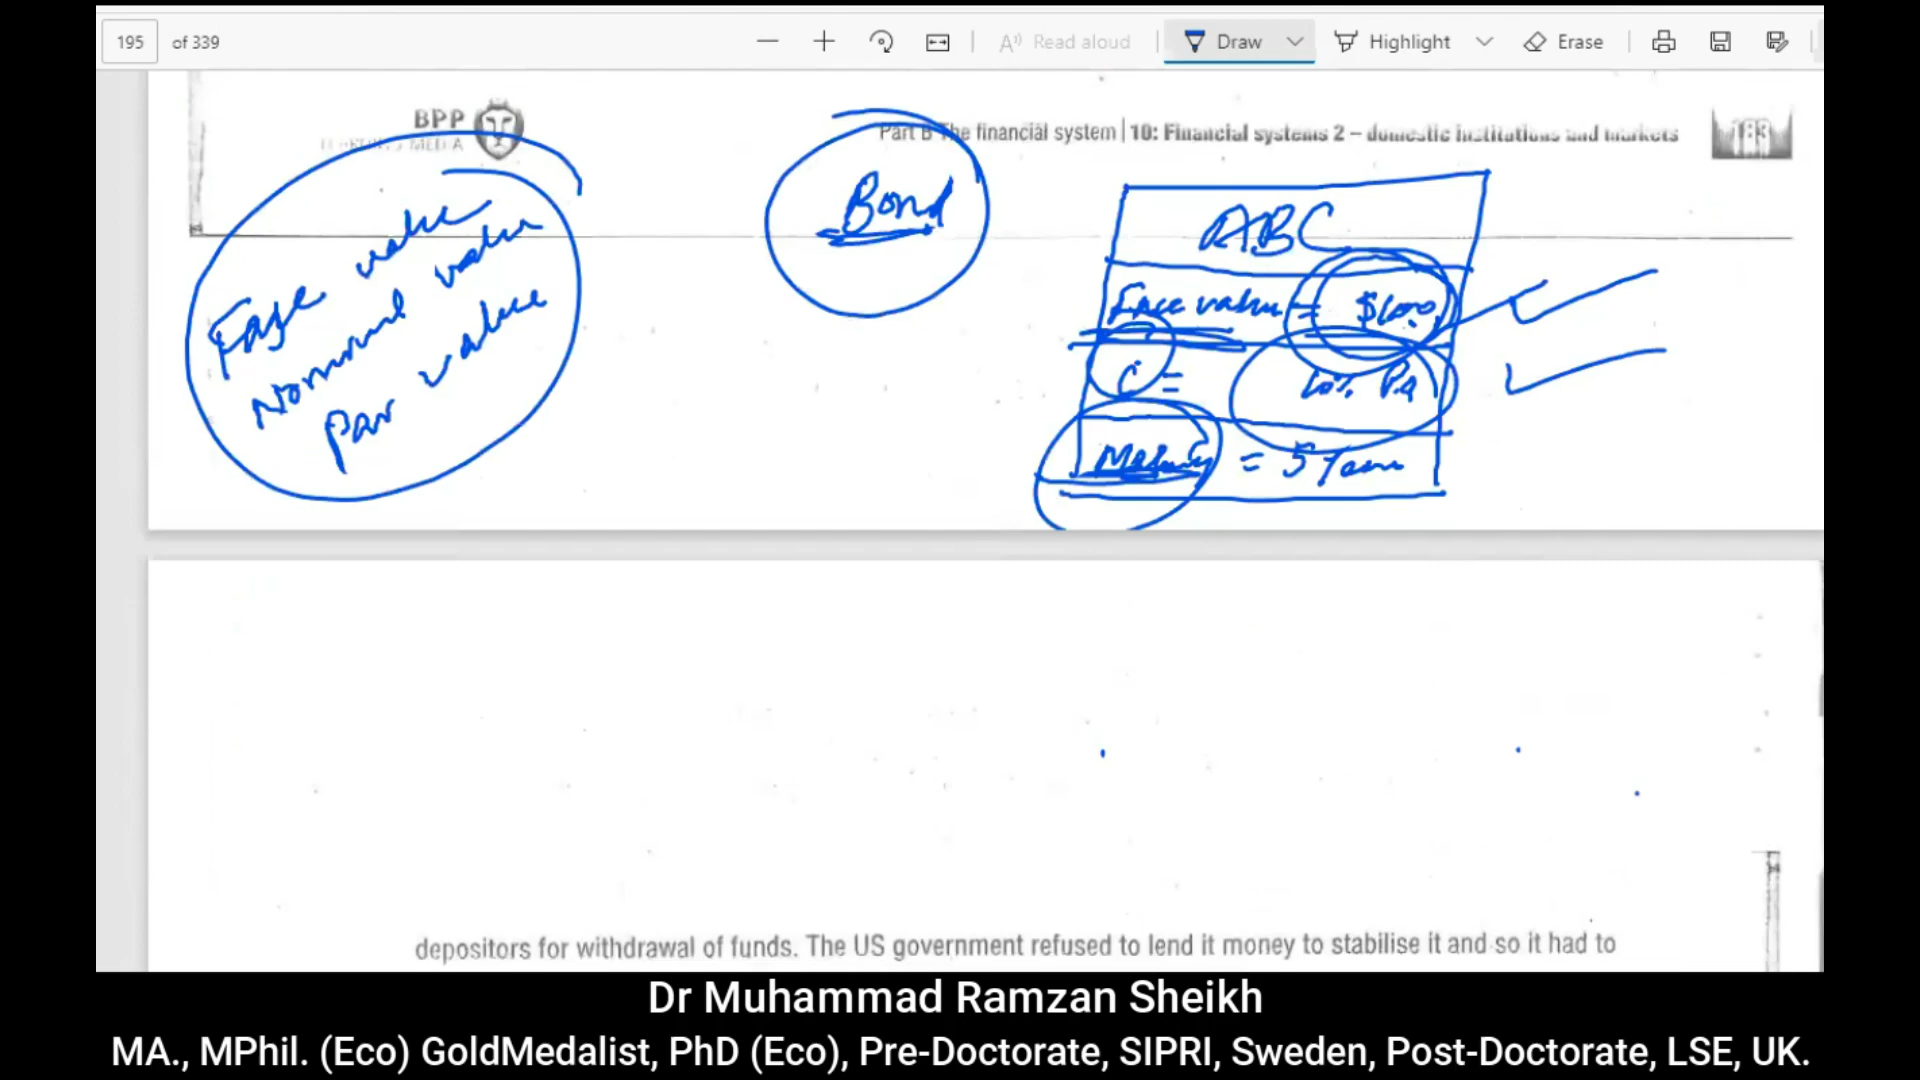 195 of 339
Read aloud
Draw
Highlight
Erase
BPP
Part B The financial system | 10: Financial systems 2 – domestic institutions and markets
183
Bond
Face value
Nominal value
Par value
ABC
Face value = $1000
i = 10% PA
Maturity = 5 Years
depositors for withdrawal of funds. The US government refused to lend it money to stabilise it and so it had to
Dr Muhammad Ramzan Sheikh
MA., MPhil. (Eco) GoldMedalist, PhD (Eco), Pre-Doctorate, SIPRI, Sweden, Post-Doctorate, LSE, UK.